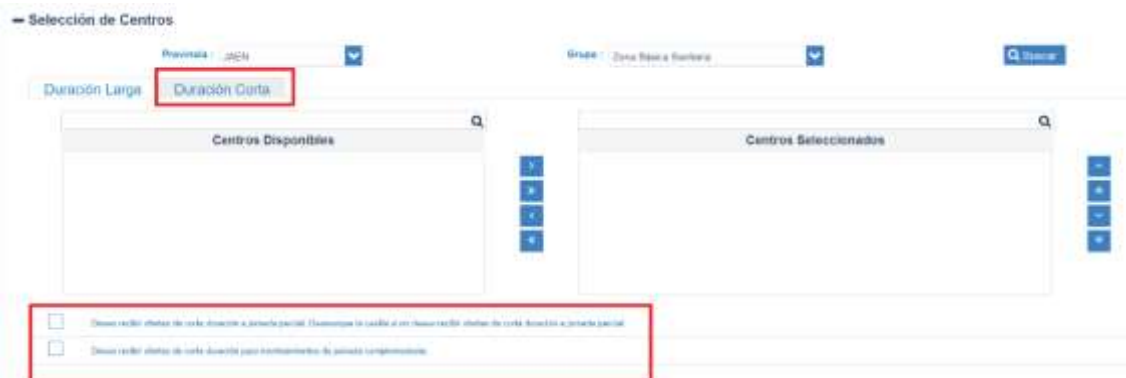 Selección de Centros
Provincia : JAEN Grupo : Zona Básica Sanitaria Buscar
Duración Larga Duración Corta
Centros Disponibles Centros Seleccionados
Deseo recibir ofertas de corta duración a jornada parcial. Desmarque la casilla si no desea recibir ofertas de corta duración a jornada parcial.
Deseo recibir ofertas de corta duración para nombramientos de jornada complementaria.